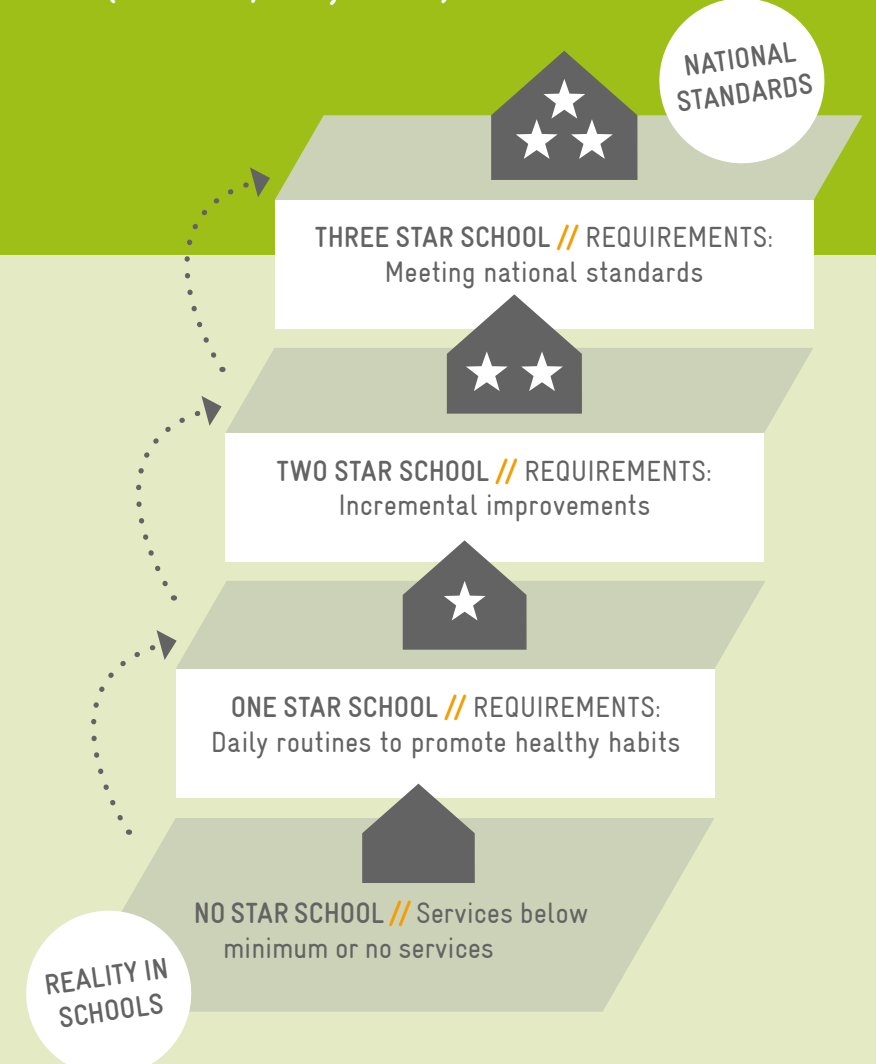 NATIONAL
STANDARDS
THREE STAR SCHOOL // REQUIREMENTS:
Meeting national standards
TWO STAR SCHOOL // REQUIREMENTS:
Incremental improvements
ONE STAR SCHOOL // REQUIREMENTS:
Daily routines to promote healthy habits
NO STAR SCHOOL // Services below
minimum or no services
REALITY IN
SCHOOLS